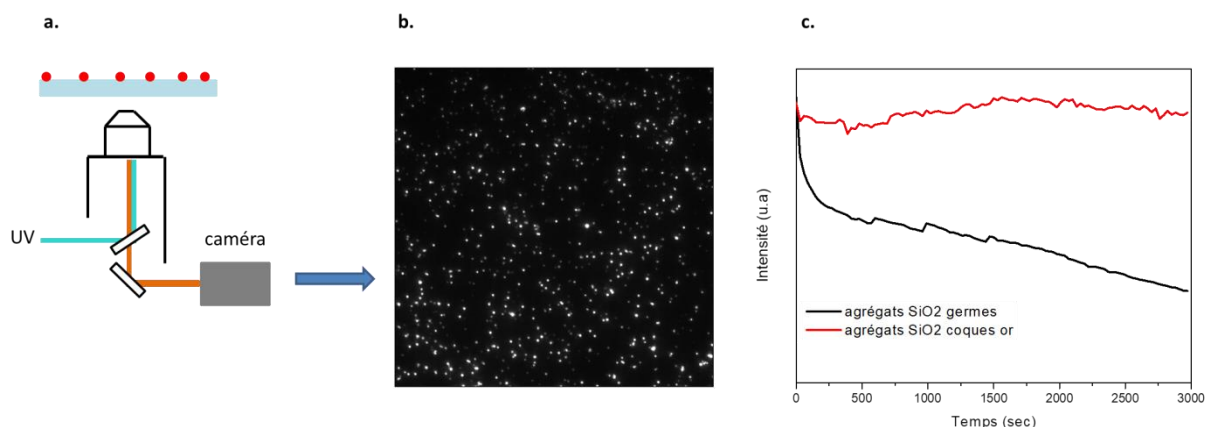 a.
b.
c.
UV
caméra
Intensité (u.a)
agrégats SiO2 germes
agrégats SiO2 coques or
0 500 1000 1500 2000 2500 3000
Temps (sec)